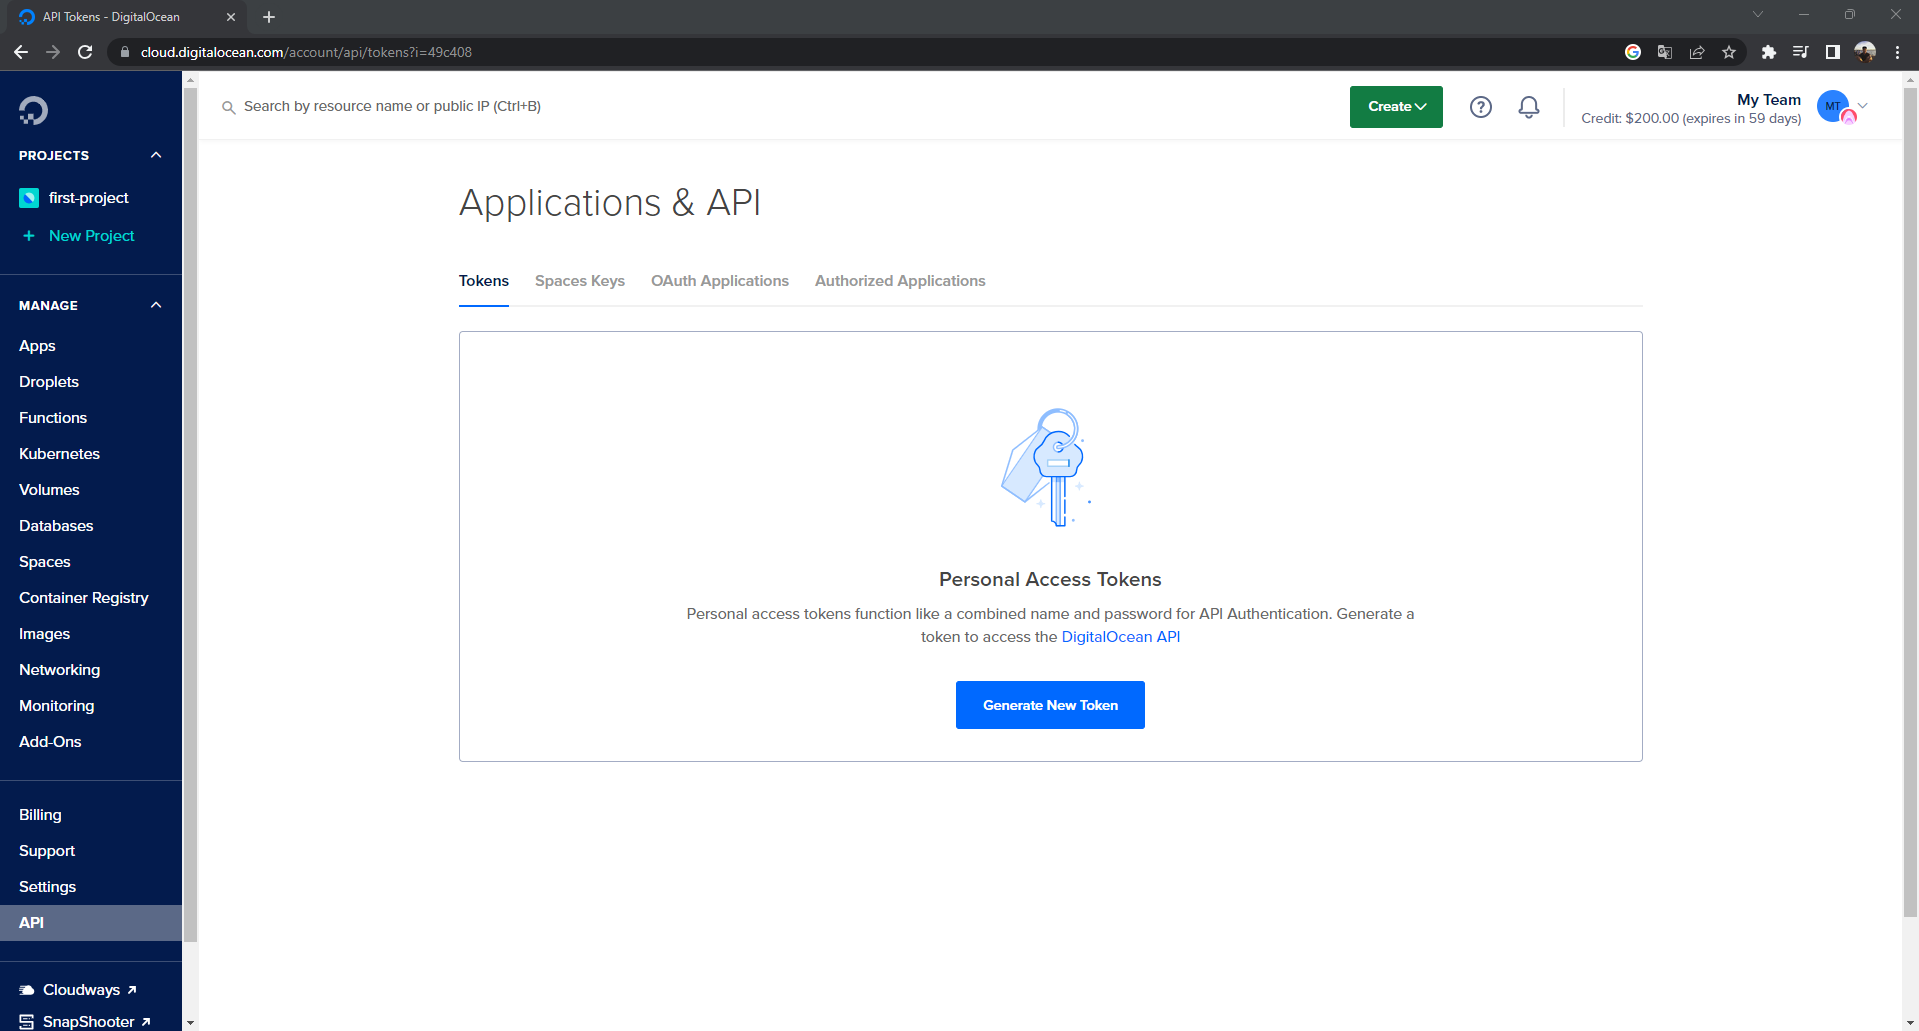 API Tokens - DigitalOcean
cloud.digitalocean.com/account/api/tokens?i=49c408
Search by resource name or public IP (Ctrl+B)
Create
My Team
Credit: $200.00 (expires in 59 days)
MT
PROJECTS
first-project
+ New Project
MANAGE
Apps
Droplets
Functions
Kubernetes
Volumes
Databases
Spaces
Container Registry
Images
Networking
Monitoring
Add-Ons
Billing
Support
Settings
API
Cloudways
SnapShooter
Applications & API
Tokens Spaces Keys OAuth Applications Authorized Applications
Personal Access Tokens
Personal access tokens function like a combined name and password for API Authentication. Generate a
token to access the DigitalOcean API
Generate New Token